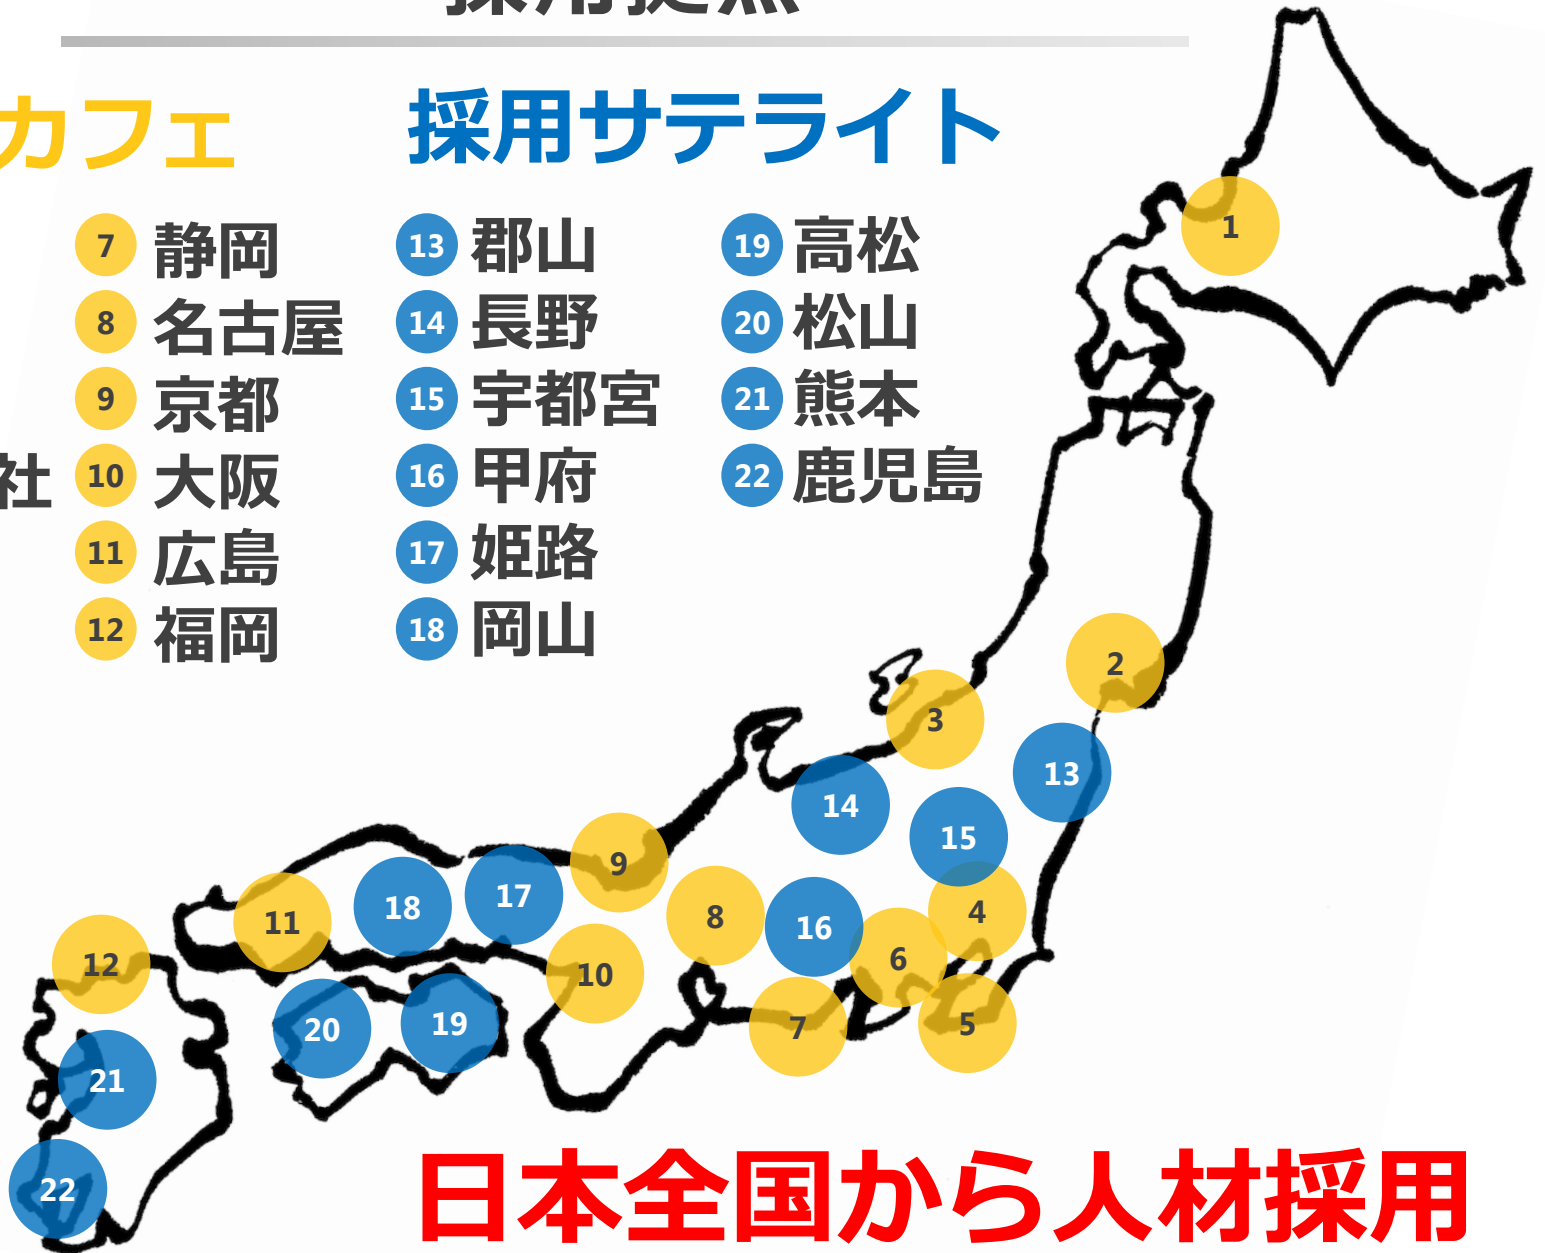 採用拠点
カフェ
採用サテライト
7 静岡
8 名古屋
9 京都
社
10 大阪
11 広島
12 福岡
13 郡山
14 長野
15 宇都宮
16 甲府
17 姫路
18 岡山
19 高松
20 松山
21 熊本
22 鹿児島
1
2
3
13
14
15
9
8
4
17
18
11
16
6
12
10
19
20
7
5
21
22
日本全国から人材採用